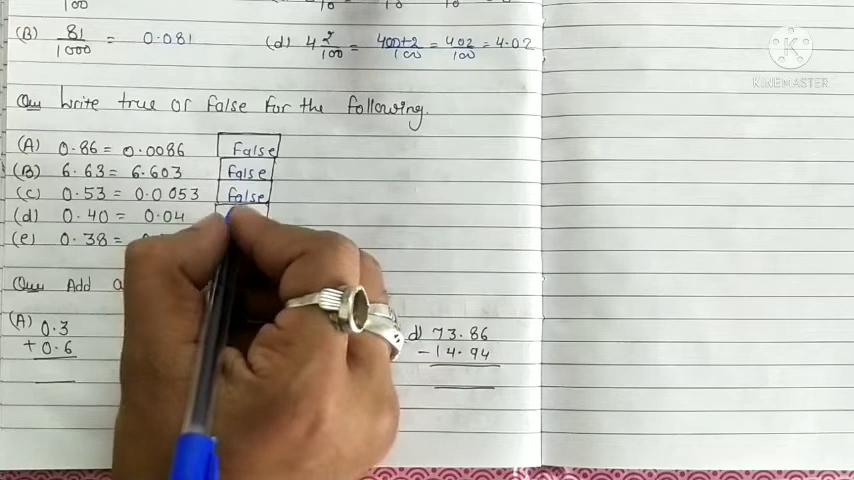 100
(B) 81/1000 = 0.081 (d) 4 2/100 = 400+2/100 = 402/100 = 4.02
Que Write true or False for the following.
(A) 0.86 = 0.0086 False
(B) 6.63 = 6.603 False
(C) 0.53 = 0.0053 False
(d) 0.40 = 0.04
(e) 0.38 =
Que Add
(A) 0.3 d) 73.86
+0.6 -14.94
KINEMASTER